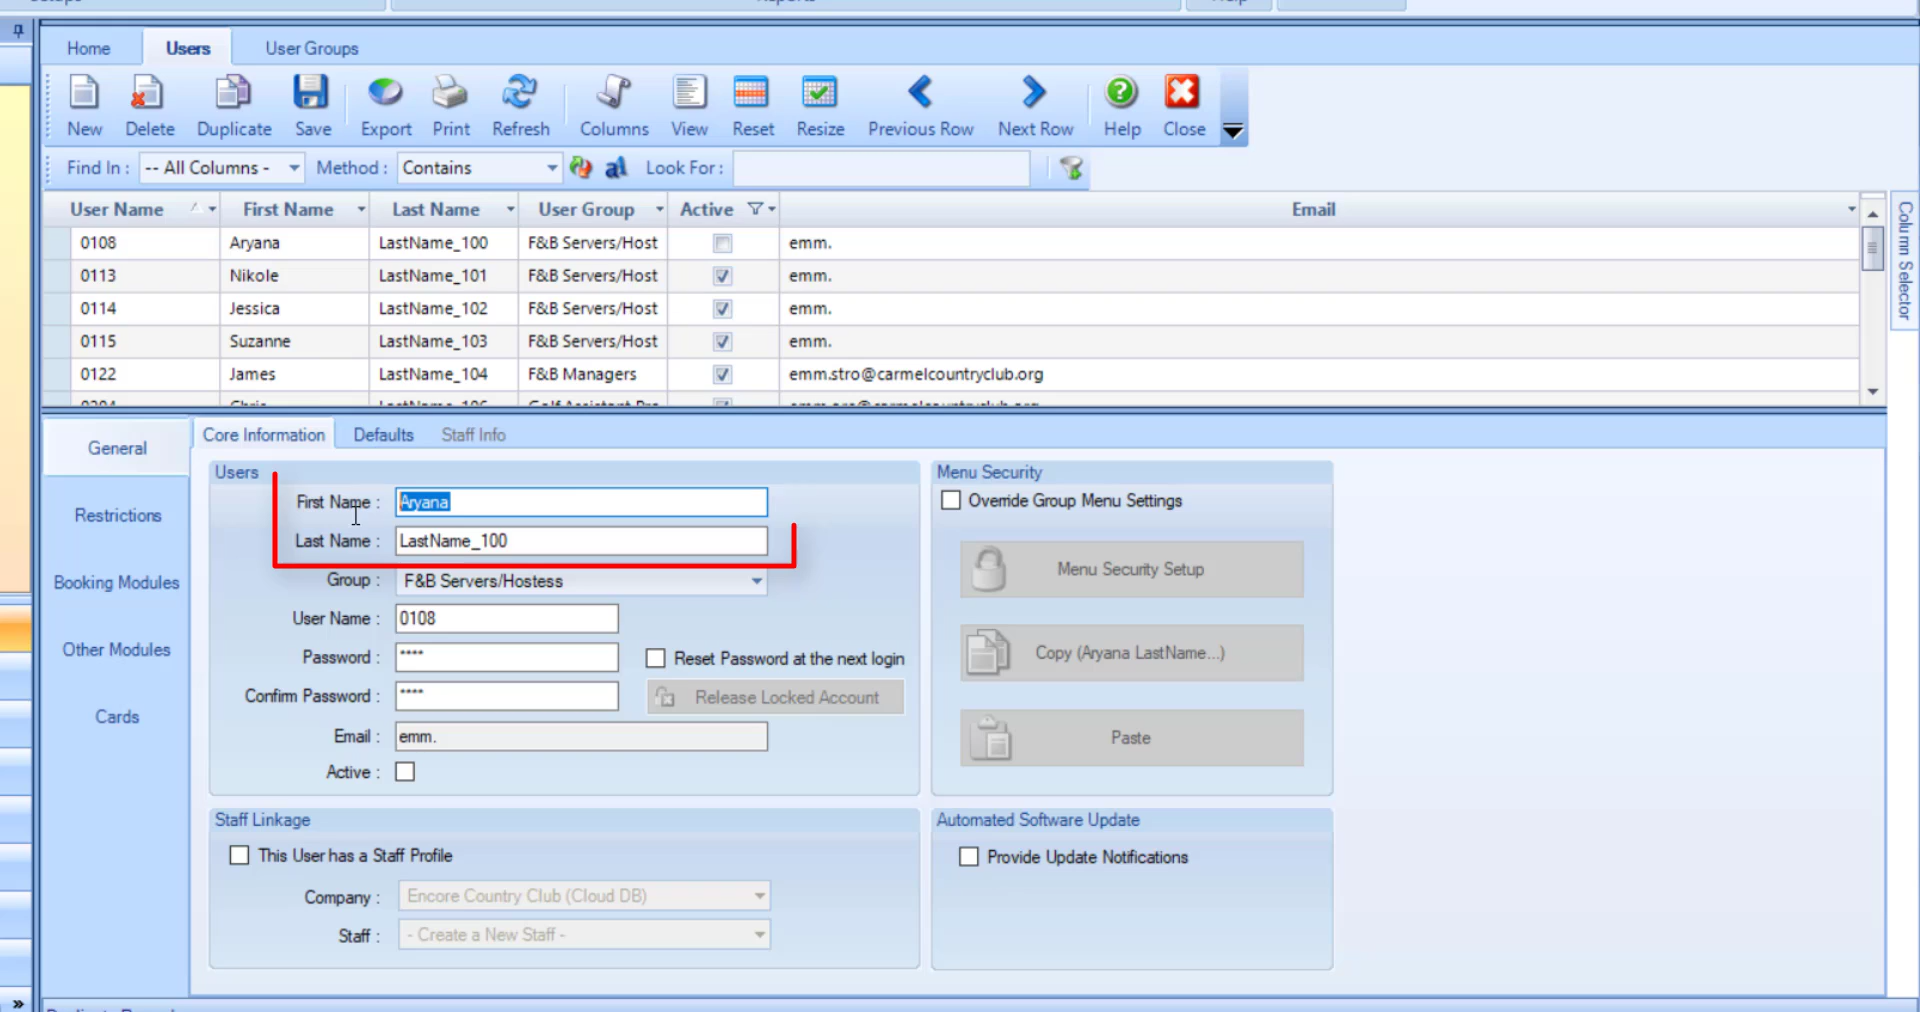 Home Users User Groups
New Delete Duplicate Save Export Print Refresh Columns View Reset Resize Previous Row Next Row Help Close
Find In : -- All Columns - Method : Contains Look For :
User Name First Name Last Name User Group Active Email
0108 Aryana LastName_100 F&B Servers/Host emm.
0113 Nikole LastName_101 F&B Servers/Host emm.
0114 Jessica LastName_102 F&B Servers/Host emm.
0115 Suzanne LastName_103 F&B Servers/Host emm.
0122 James LastName_104 F&B Managers emm.stro@carmelcountryclub.org
Column Selector
General
Restrictions
Booking Modules
Other Modules
Cards
Core Information Defaults Staff Info
Users
First Name : Aryana
Last Name : LastName_100
Group : F&B Servers/Hostess
User Name : 0108
Password : ****
Reset Password at the next login
Confirm Password : ****
Release Locked Account
Email : emm.
Active :
Menu Security
Override Group Menu Settings
Menu Security Setup
Copy (Aryana LastName...)
Paste
Staff Linkage
This User has a Staff Profile
Company : Encore Country Club (Cloud DB)
Staff : - Create a New Staff -
Automated Software Update
Provide Update Notifications